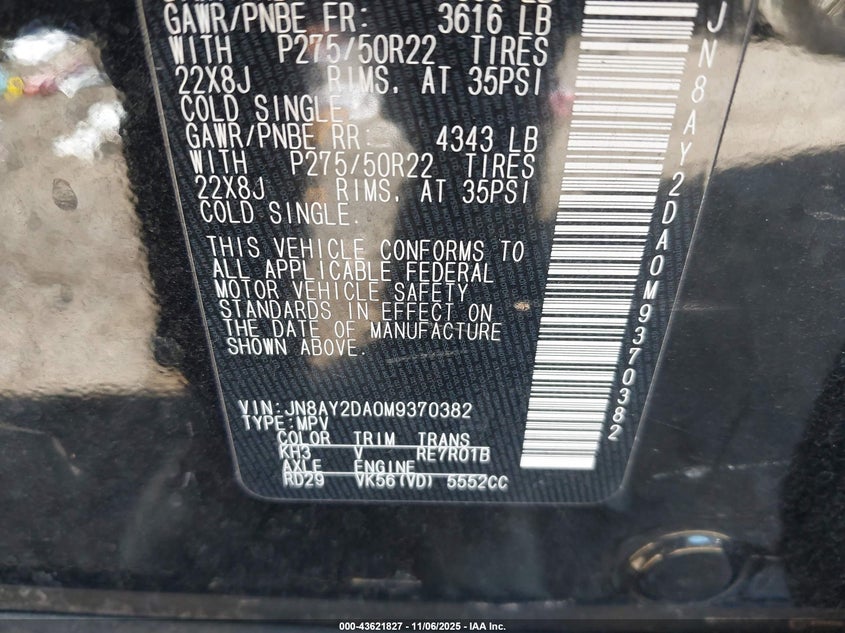 GAWR/PNBE FR: 3616 LB
WITH P275/50R22 TIRES
22X8J RIMS, AT 35PSI
COLD SINGLE.
GAWR/PNBE RR: 4343 LB
WITH P275/50R22 TIRES
22X8J RIMS, AT 35PSI
COLD SINGLE.
THIS VEHICLE CONFORMS TO
ALL APPLICABLE FEDERAL
MOTOR VEHICLE SAFETY
STANDARDS IN EFFECT ON
THE DATE OF MANUFACTURE
SHOWN ABOVE.
VIN:JN8AY2DA0M9370382
TYPE:MPV
COLOR TRIM TRANS
KH3 V RE7R01B
AXLE ENGINE
RD29 VK56(VD) 5552CC
JN8AY2DA0M9370382
000-43621827 - 11/06/2025 - IAA Inc.